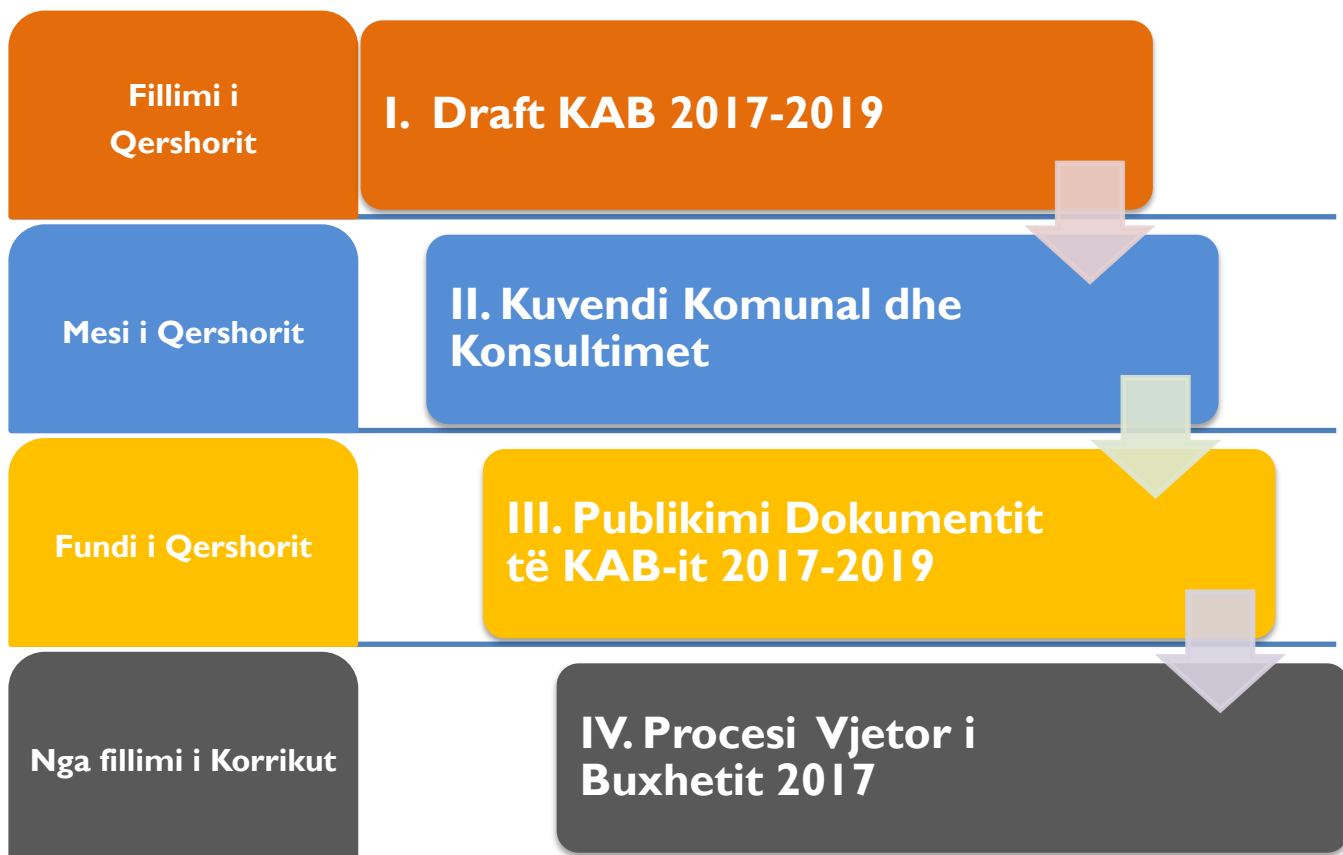 Fillimi i
Qershorit
I. Draft KAB 2017-2019
Mesi i Qershorit
II. Kuvendi Komunal dhe
Konsultimet
Fundi i Qershorit
III. Publikimi Dokumentit
të KAB-it 2017-2019
Nga fillimi i Korrikut
IV. Procesi Vjetor i
Buxhetit 2017